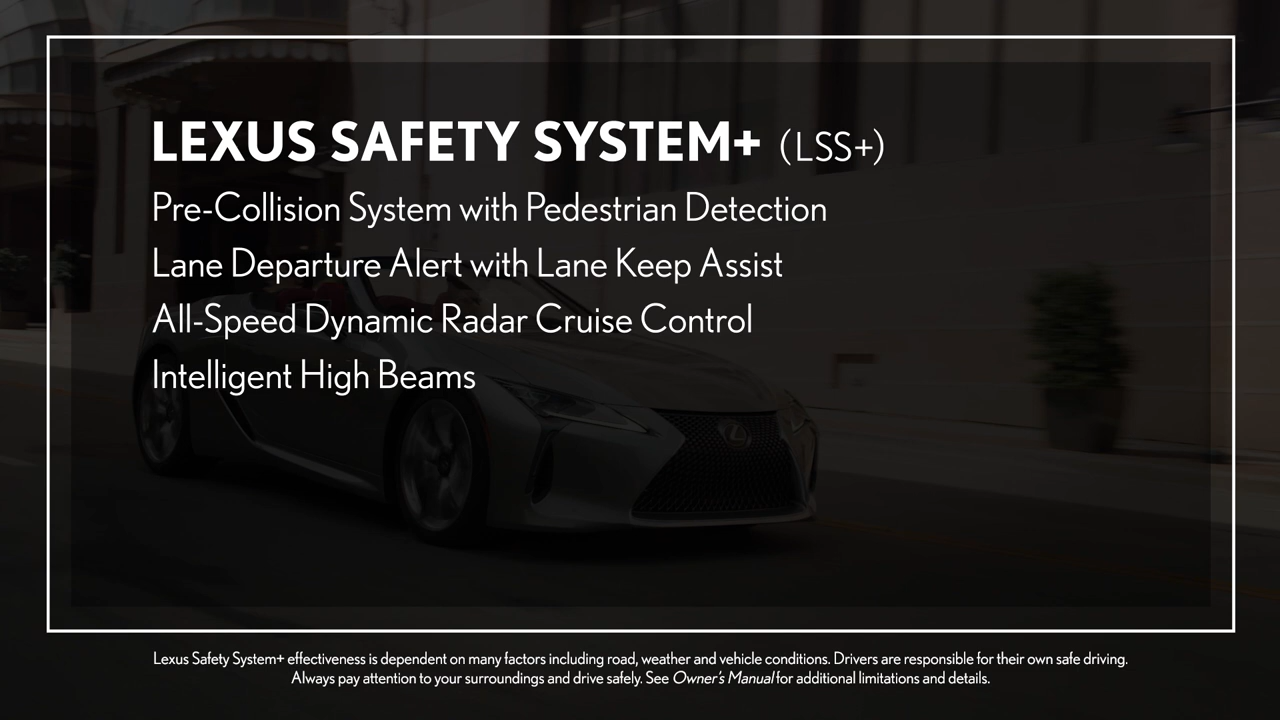 LEXUS SAFETY SYSTEM+ (LSS+)
Pre-Collision System with Pedestrian Detection
Lane Departure Alert with Lane Keep Assist
All-Speed Dynamic Radar Cruise Control
Intelligent High Beams
Lexus Safety System+ effectiveness is dependent on many factors including road, weather and vehicle conditions. Drivers are responsible for their own safe driving.
Always pay attention to your surroundings and drive safely. See Owner's Manual for additional limitations and details.